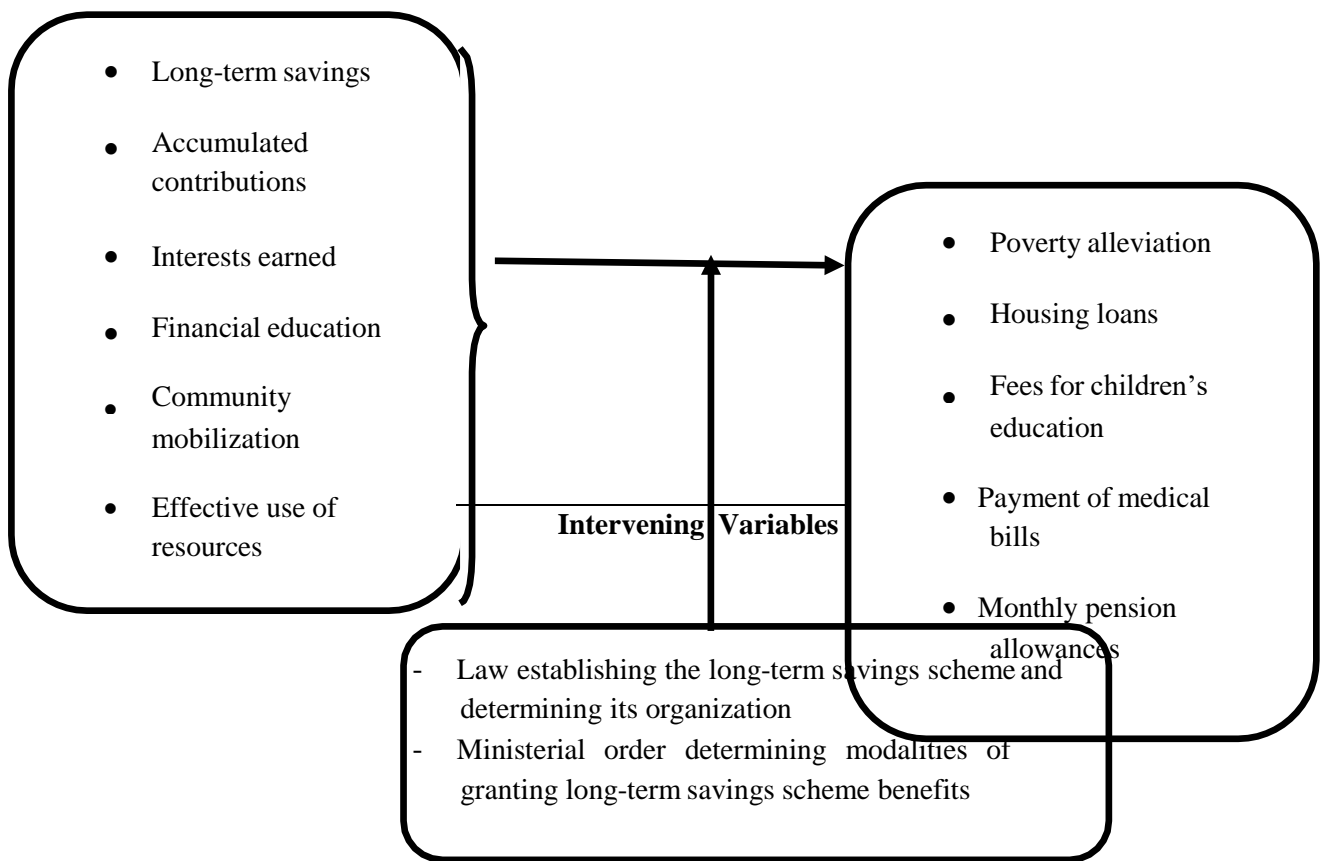 • Long-term savings
• Accumulated
contributions
• Interests earned
• Financial education
• Community
mobilization
• Effective use of
resources
• Poverty alleviation
• Housing loans
• Fees for children’s
education
• Payment of medical
bills
• Monthly pension
allowances
Intervening Variables
- Law establishing the long-term savings scheme and
determining its organization
- Ministerial order determining modalities of
granting long-term savings scheme benefits